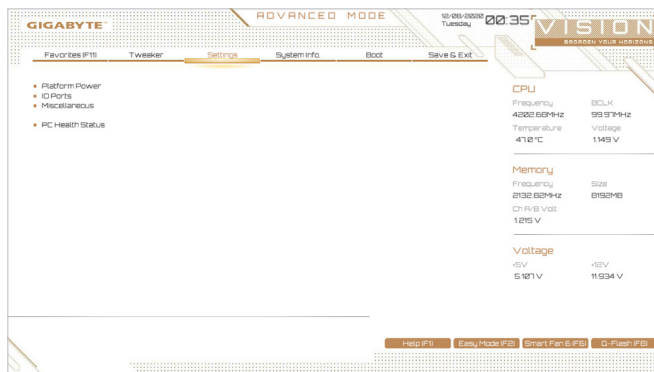 GIGABYTE™
ADVANCED MODE
12/08/2020
Tuesday
00:35
VISION
BROADEN YOUR HORIZONS
Favorites (F11)
Tweaker
Settings
System Info.
Boot
Save & Exit
Platform Power
IO Ports
Miscellaneous
PC Health Status
CPU
Frequency BCLK
4202.68MHz 99.97MHz
Temperature Voltage
47.0 °C 1.149 V
Memory
Frequency Size
2132.82MHz 8192MB
Ch A/B Volt
1.215 V
Voltage
+5V +12V
5.107 V 11.934 V
Help (F1) Easy Mode (F2) Smart Fan 6 (F6) Q-Flash (F8)